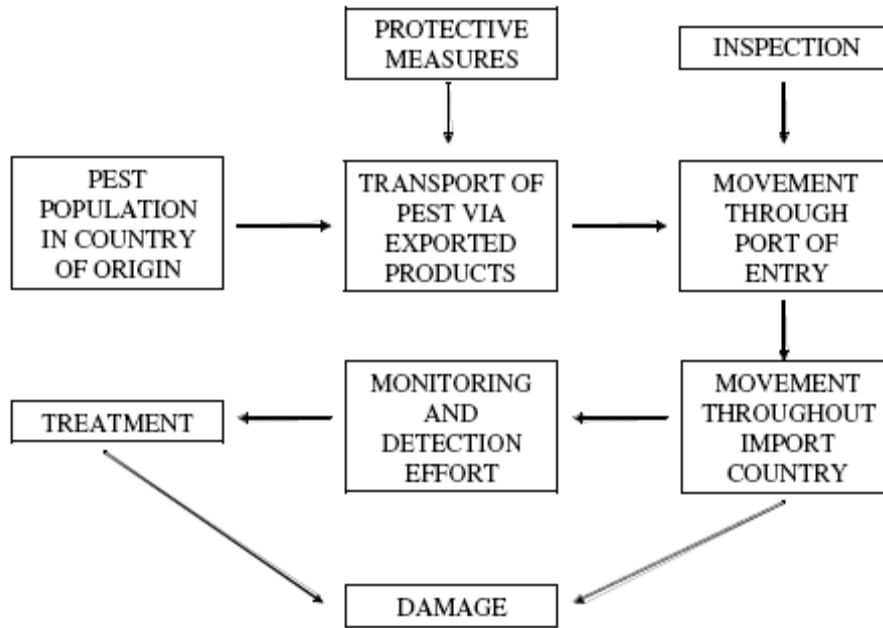 PROTECTIVE
MEASURES
INSPECTION
PEST
POPULATION
IN COUNTRY
OF ORIGIN
TRANSPORT OF
PEST VIA
EXPORTED
PRODUCTS
MOVEMENT
THROUGH
PORT OF
ENTRY
TREATMENT
MONITORING
AND
DETECTION
EFFORT
MOVEMENT
THROUGHOUT
IMPORT
COUNTRY
DAMAGE